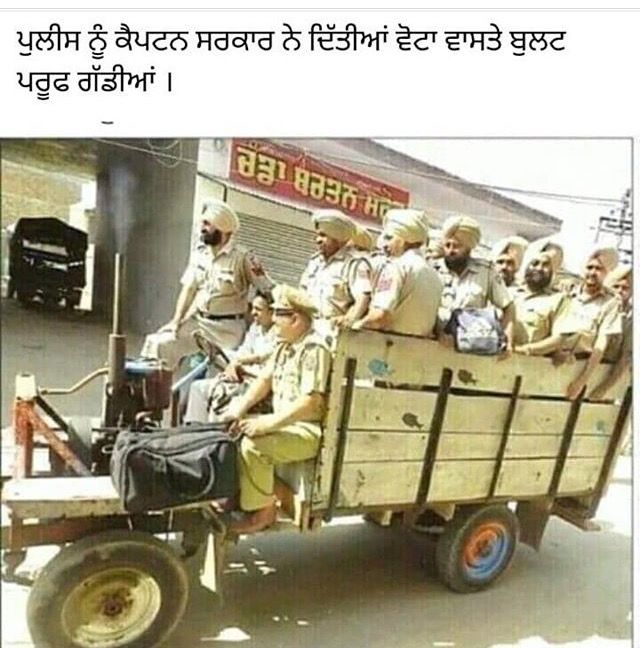 ਪੁਲੀਸ ਨੂੰ ਕੈਪਟਨ ਸਰਕਾਰ ਨੇ ਦਿੱਤੀਆਂ ਵੋਟਾ ਵਾਸਤੇ ਬੁਲਟ
ਪਰੂਫ ਗੱਡੀਆਂ ।
ਚੱਡਾ ਬਰਤਨ